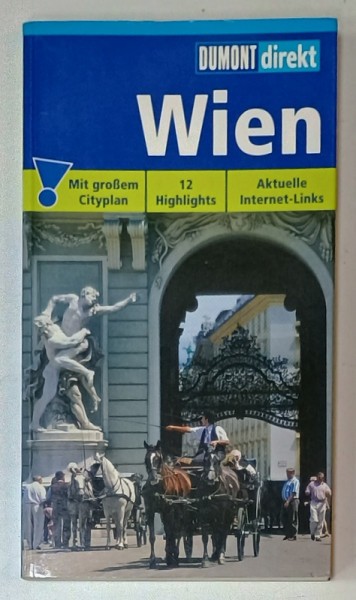 DUMONT direkt
Wien
Mit großem
Cityplan
12
Highlights
Aktuelle
Internet-Links